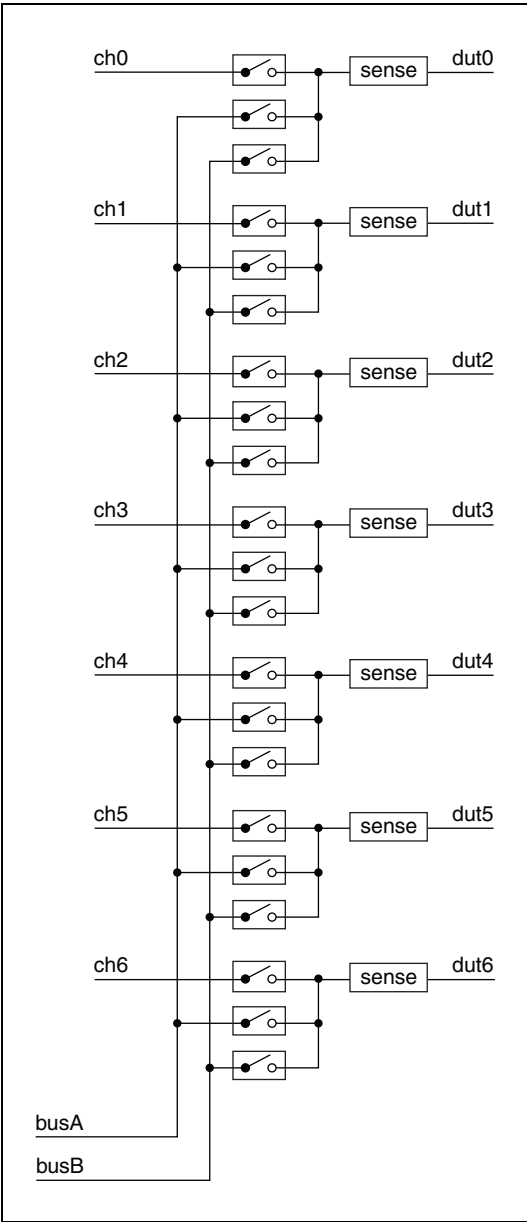 ch0 sense dut0
ch1 sense dut1
ch2 sense dut2
ch3 sense dut3
ch4 sense dut4
ch5 sense dut5
ch6 sense dut6
busA
busB